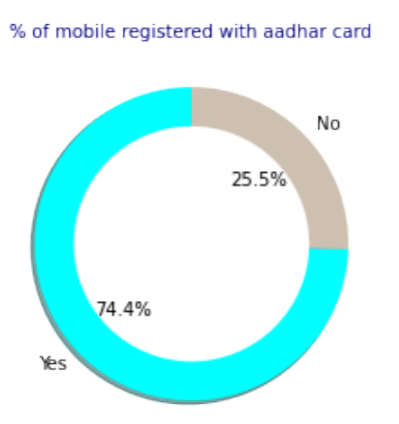 % of mobile registered with aadhar card
No
25.5%
74.4%
Yes